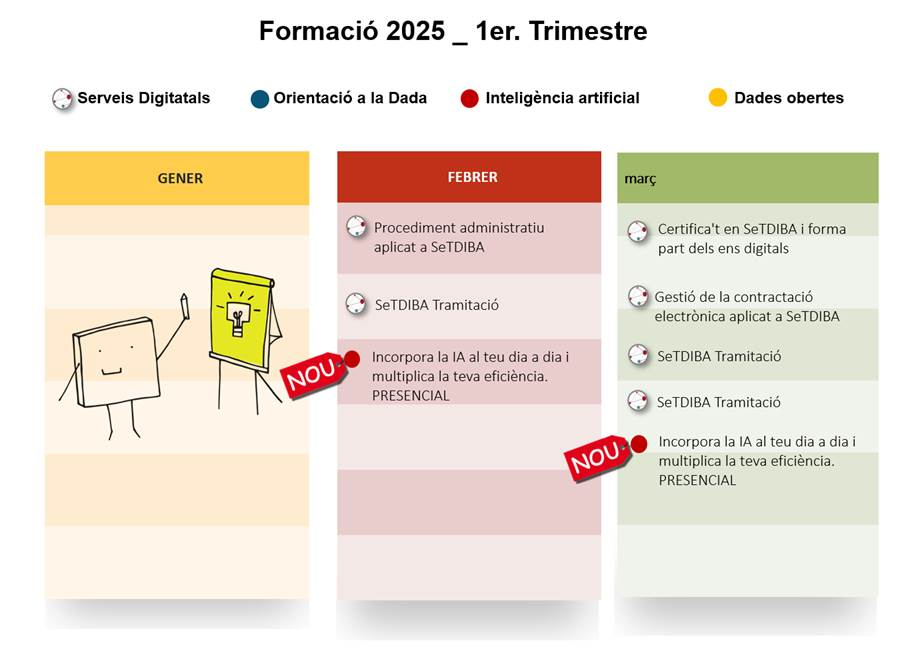 Formació 2025 _ 1er. Trimestre
Serveis Digitatals
Orientació a la Dada
Inteligència artificial
Dades obertes
GENER
FEBRER
Procediment administratiu
aplicat a SeTDIBA
SeTDIBA Tramitació
NOU
Incorpora la IA al teu dia a dia i
multiplica la teva eficiència.
PRESENCIAL
març
Certifica't en SeTDIBA i forma
part dels ens digitals
Gestió de la contractació
electrònica aplicat a SeTDIBA
SeTDIBA Tramitació
SeTDIBA Tramitació
NOU
Incorpora la IA al teu dia a dia i
multiplica la teva eficiència.
PRESENCIAL